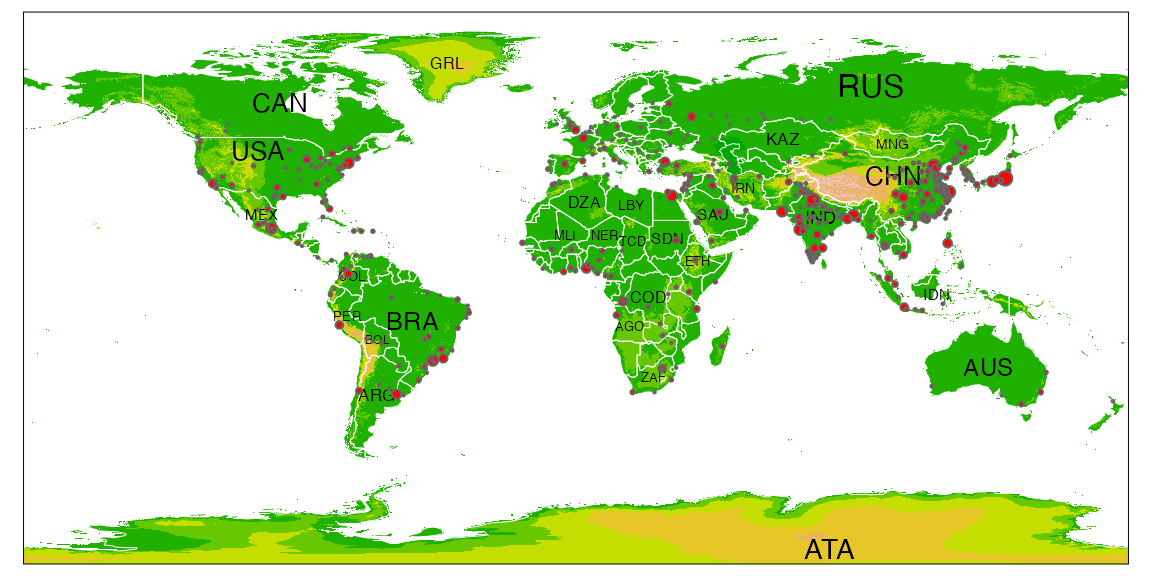 GRL
RUS
CAN
KAZ
MNG
USA
CHN
IRN
DZA
LBY
MEX
SAU
IND
MLI
NER
TCD
SDN
ETH
COL
COD
IDN
PER
BRA
AGO
BOL
AUS
ZAF
ARG
ATA